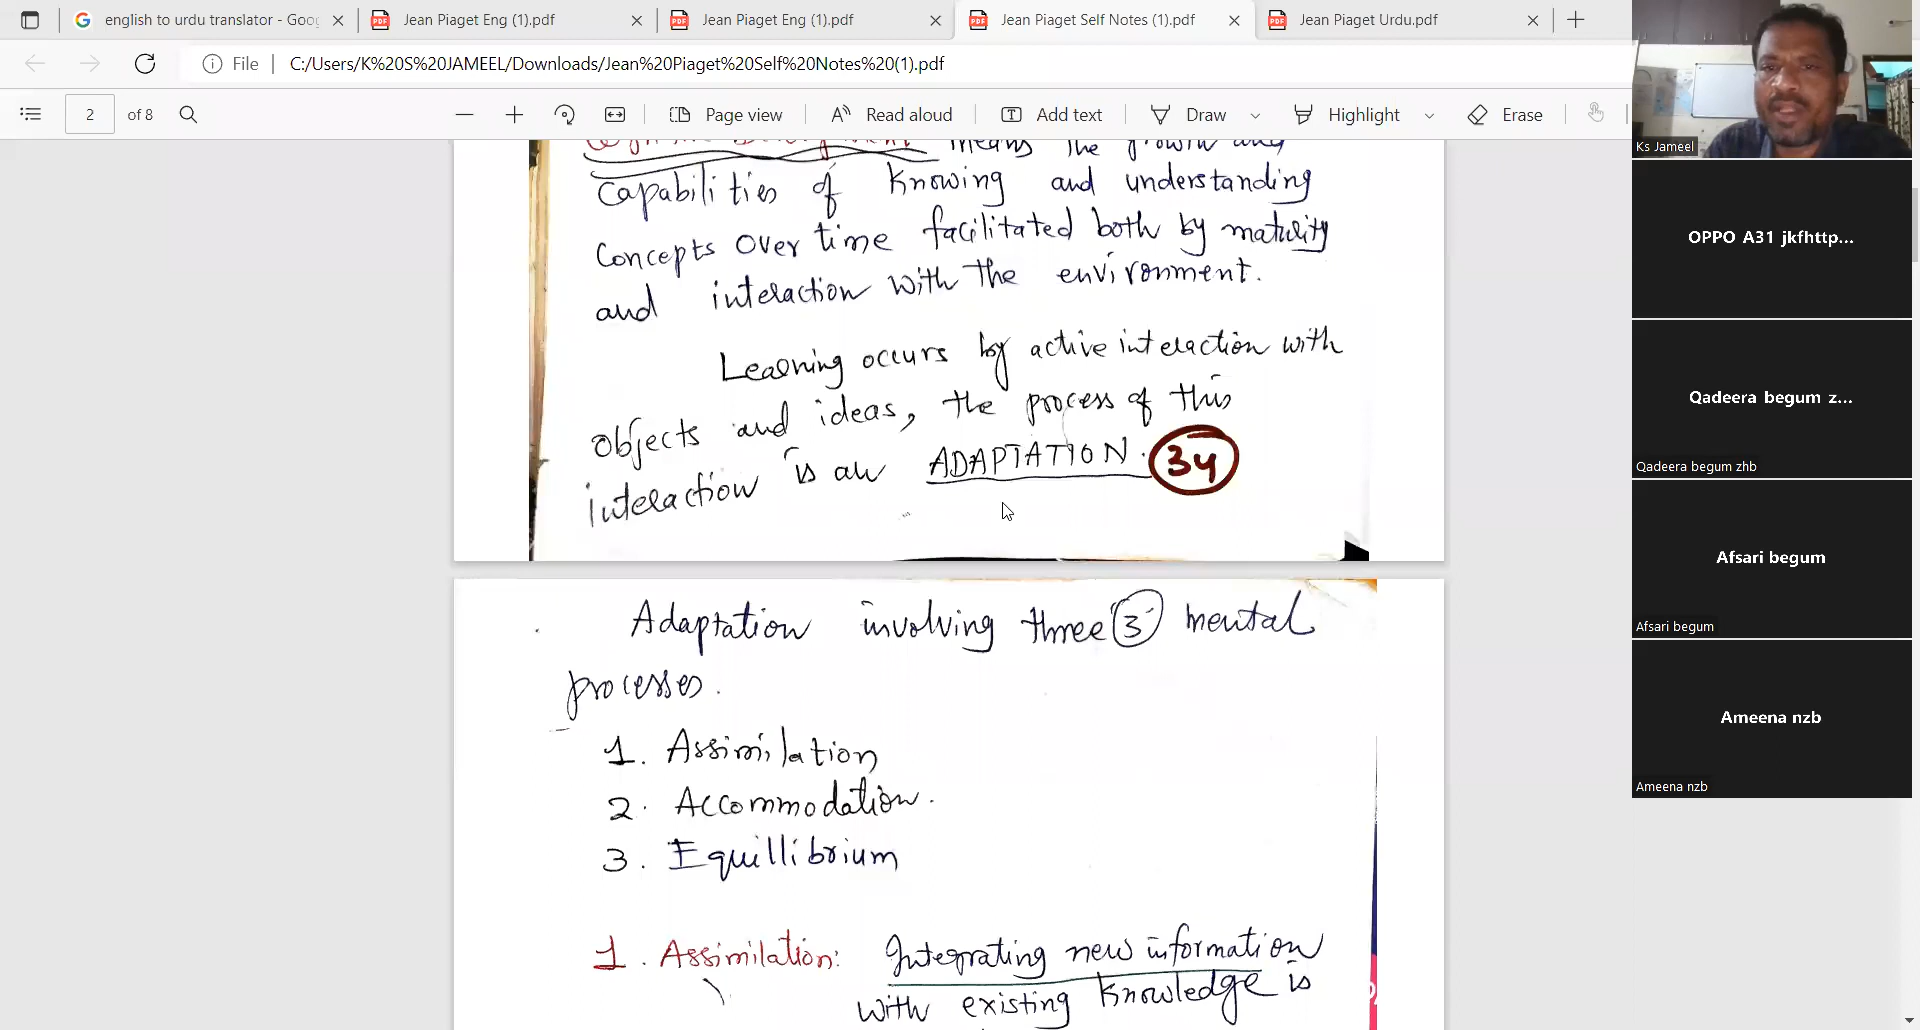 english to urdu translator - Goo
Jean Piaget Eng (1).pdf
Jean Piaget Eng (1).pdf
Jean Piaget Self Notes (1).pdf
Jean Piaget Urdu.pdf
File
C:/Users/K%20S%20JAMEEL/Downloads/Jean%20Piaget%20Self%20Notes%20(1).pdf
2 of 8
Page view
Read aloud
Add text
Draw
Highlight
Erase
means the growth and
capabilities of knowing and understanding
concepts over time facilitated both by maturity
and interaction with the environment.
Learning occurs by active interaction with
objects and ideas, the process of this
interaction is an ADAPTATION. 34
Adaptation involving three 3 mental
processes.
1. Assimilation
2. Accommodation.
3. Equillibrium
1. Assimilation: Integrating new information
with existing knowledge is
Ks Jameel
OPPO A31 jkfhttp...
Qadeera begum z...
Qadeera begum zhb
Afsari begum
Afsari begum
Ameena nzb
Ameena nzb